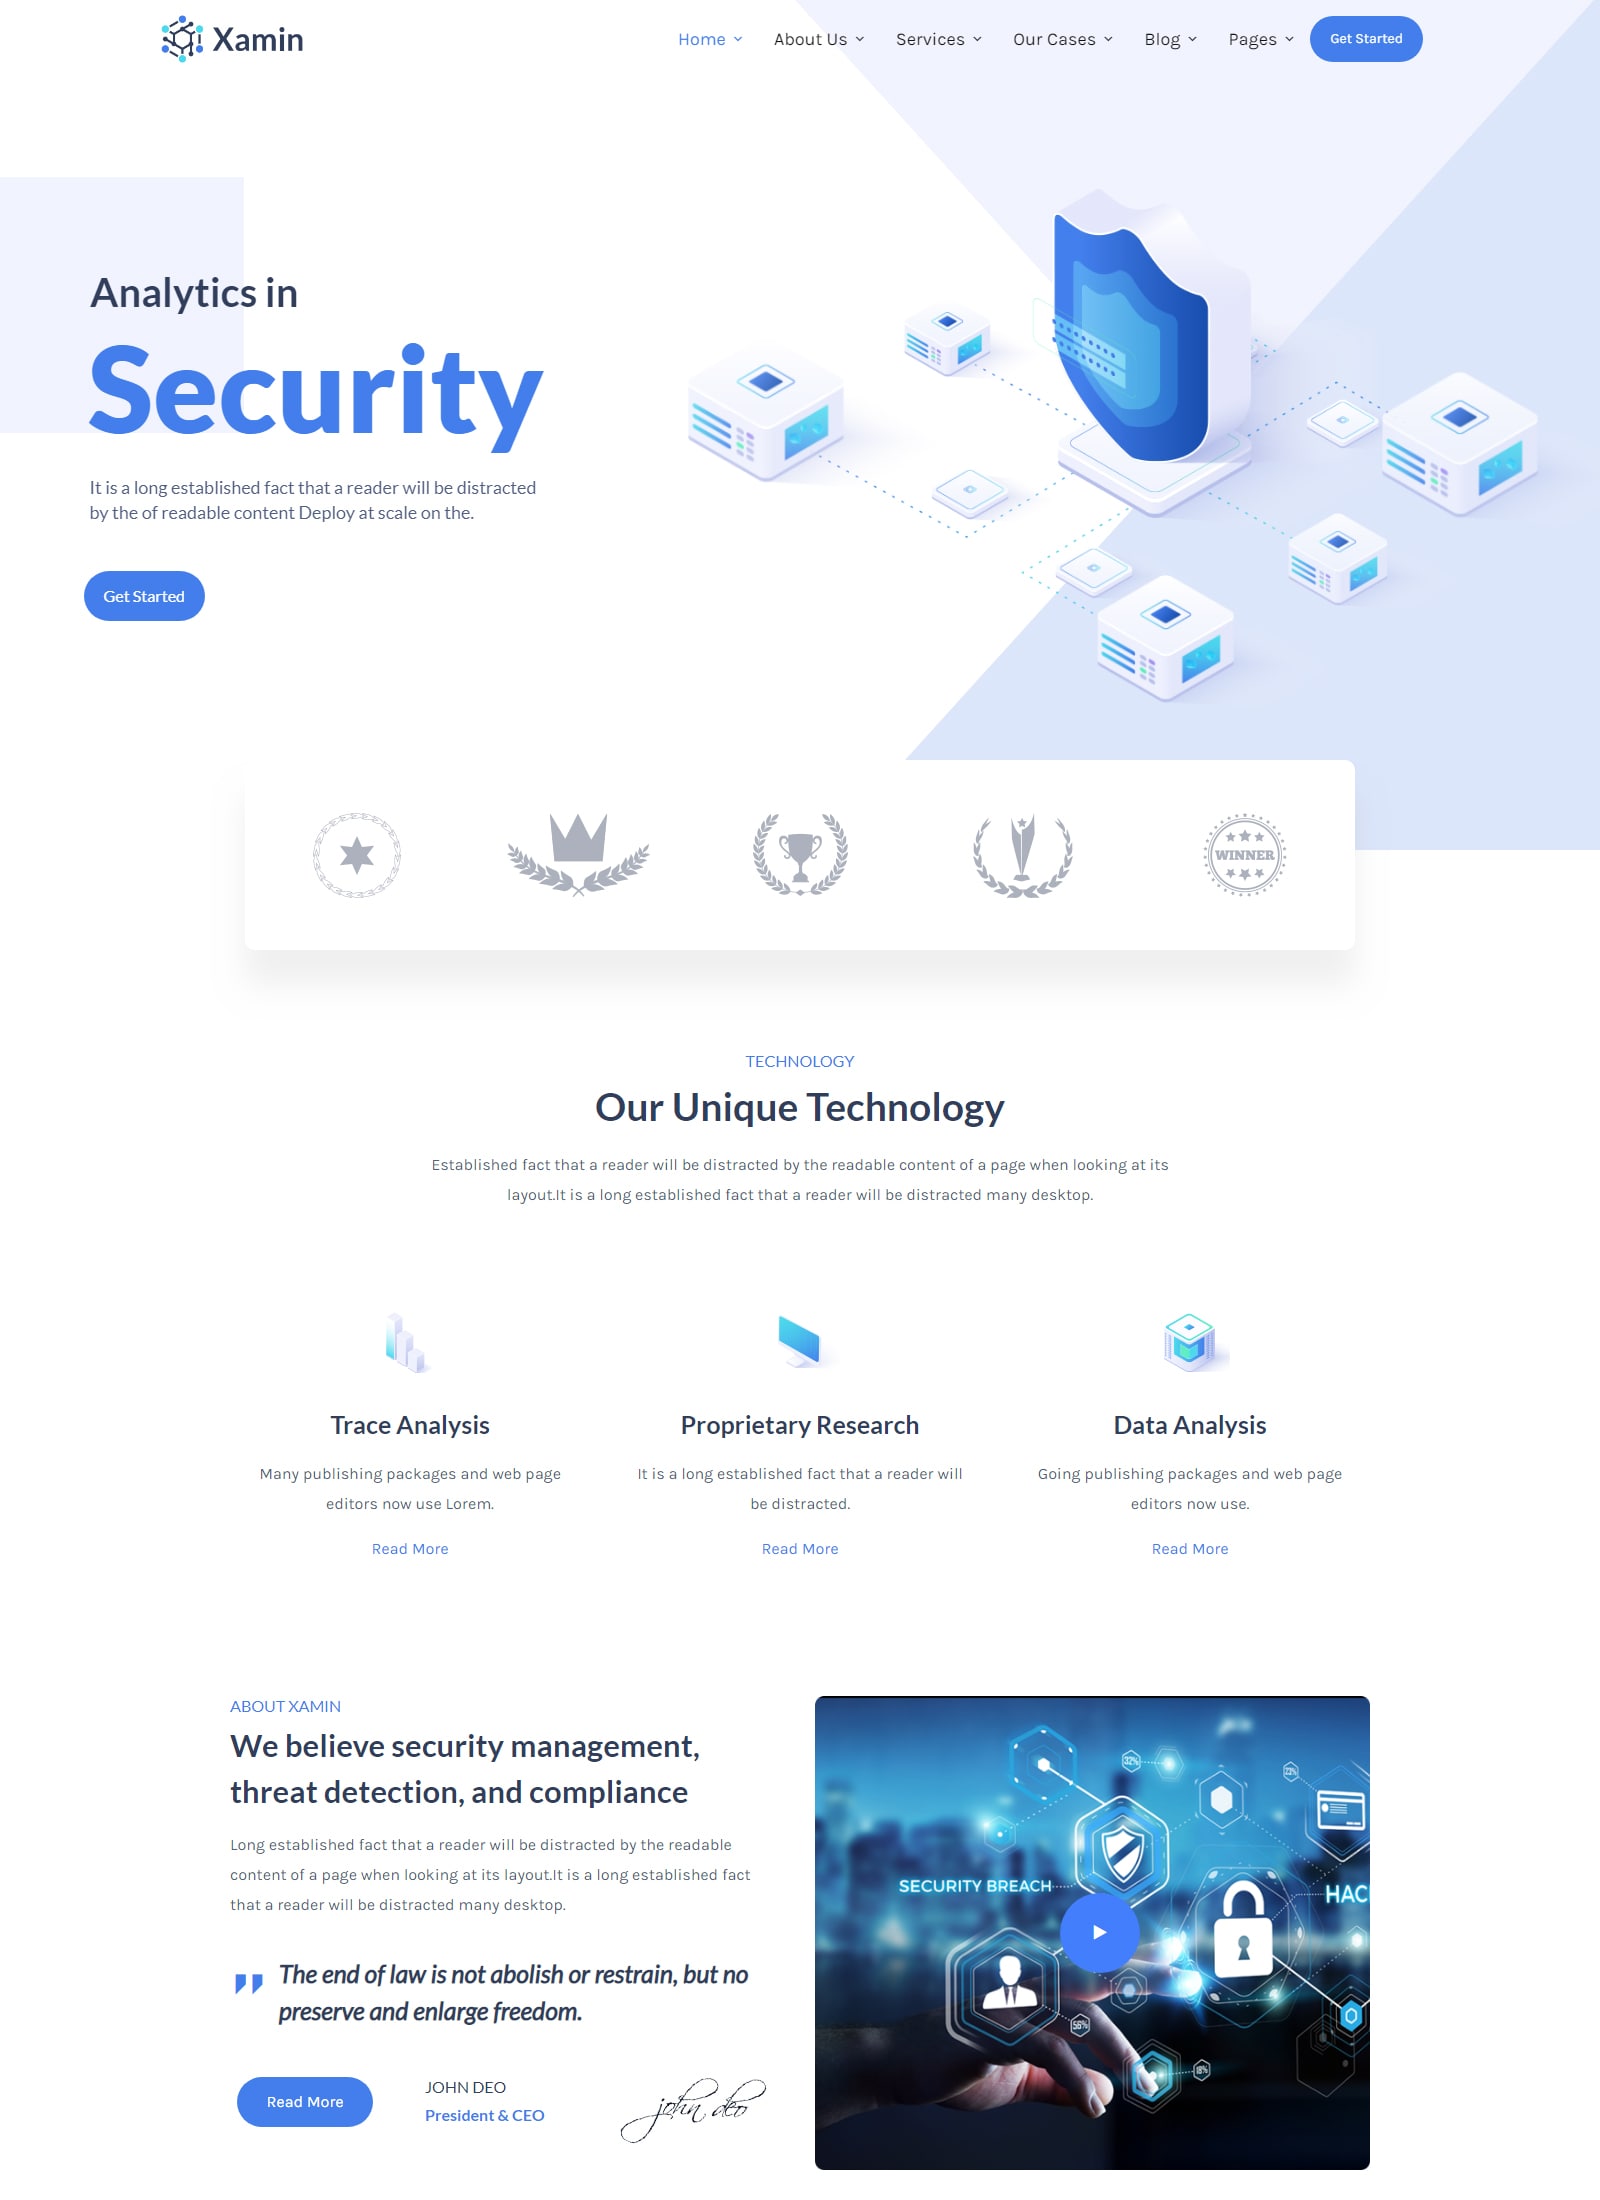 Xamin
Home
About Us
Services
Our Cases
Blog
Pages
Get Started
Analytics in
Security
It is a long established fact that a reader will be distracted
by the of readable content Deploy at scale on the.
Get Started
WINNER
TECHNOLOGY
Our Unique Technology
Established fact that a reader will be distracted by the readable content of a page when looking at its
layout.It is a long established fact that a reader will be distracted many desktop.
Trace Analysis
Many publishing packages and web page
editors now use Lorem.
Read More
Proprietary Research
It is a long established fact that a reader will
be distracted.
Read More
Data Analysis
Going publishing packages and web page
editors now use.
Read More
ABOUT XAMIN
We believe security management,
threat detection, and compliance
Long established fact that a reader will be distracted by the readable
content of a page when looking at its layout.It is a long established fact
that a reader will be distracted many desktop.
The end of law is not abolish or restrain, but no
preserve and enlarge freedom.
Read More
JOHN DEO
President & CEO
john deo
32%
23%
SECURITY BREACH
HAC
56%
18%